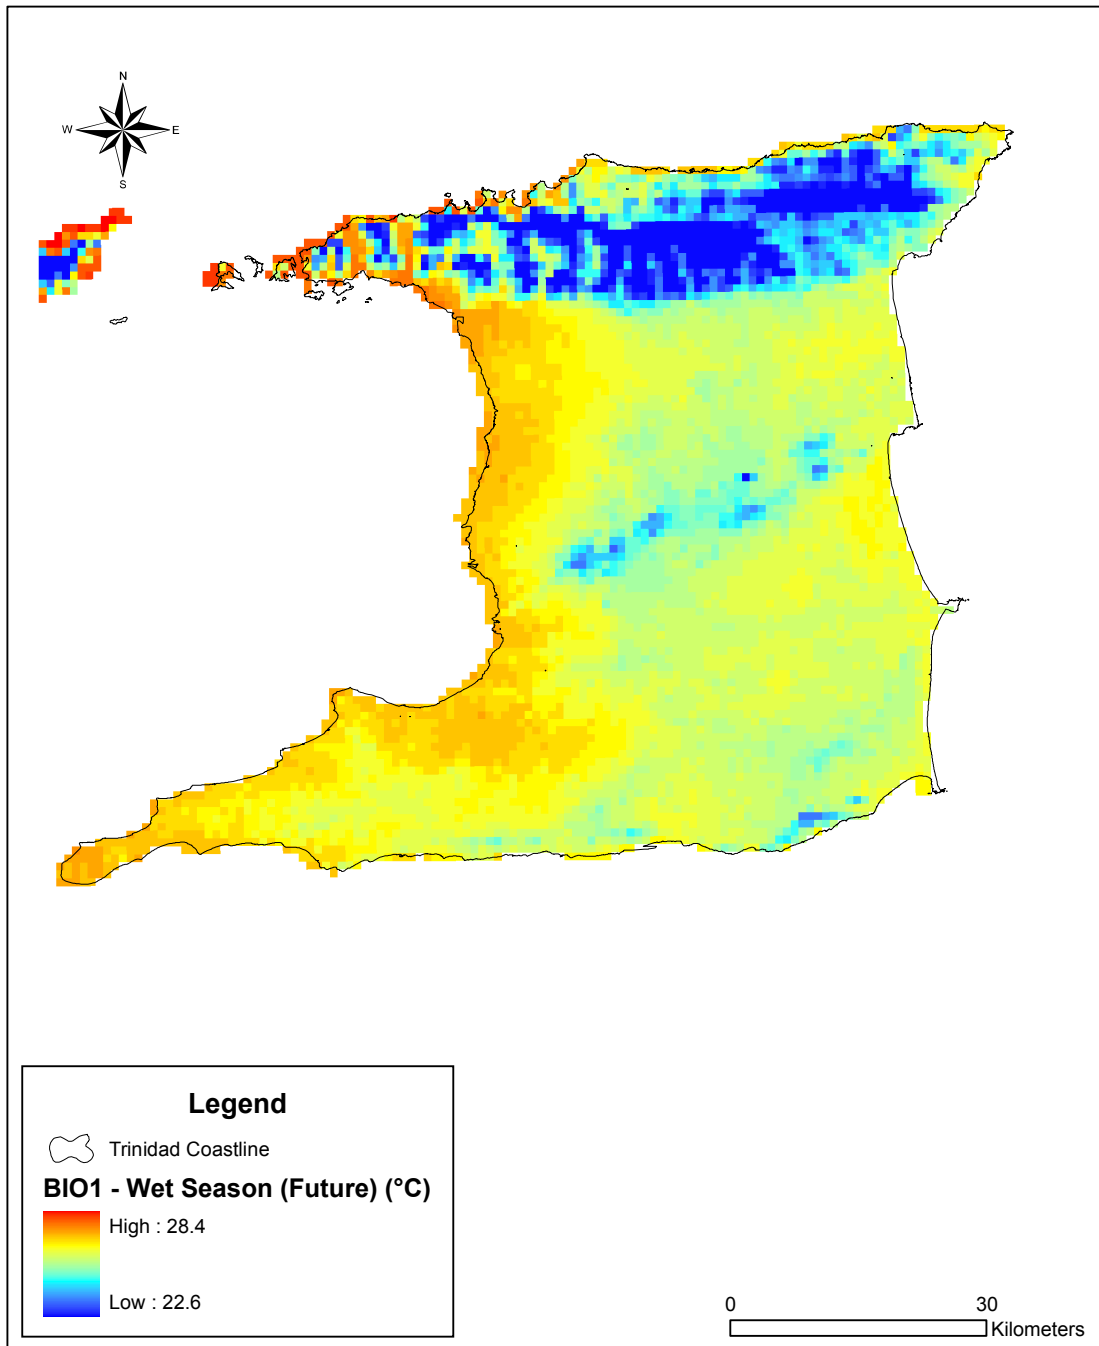 N
W E
S
Legend
Trinidad Coastline
BIO1 - Wet Season (Future) (°C)
High : 28.4
Low : 22.6
0 30
Kilometers